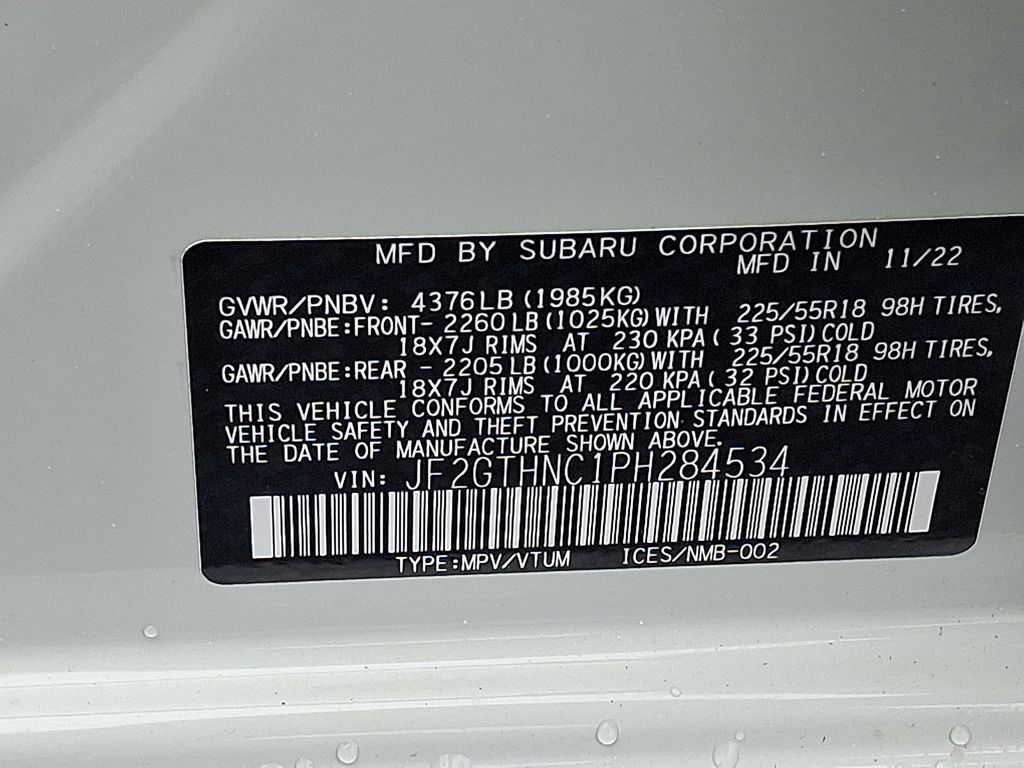 MFD BY SUBARU CORPORATION
MFD IN 11/22
GVWR/PNBV: 4376LB (1985KG)
GAWR/PNBE:FRONT- 2260 LB (1025KG) WITH 225/55R18 98H TIRES,
18X7J RIMS AT 230 KPA ( 33 PSI) COLD
GAWR/PNBE:REAR - 2205 LB (1000KG) WITH 225/55R18 98H TIRES,
18X7J RIMS AT 220 KPA ( 32 PSI) COLD
THIS VEHICLE CONFORMS TO ALL APPLICABLE FEDERAL MOTOR
VEHICLE SAFETY AND THEFT PREVENTION STANDARDS IN EFFECT ON
THE DATE OF MANUFACTURE SHOWN ABOVE.
VIN: JF2GTHNC1PH284534
TYPE:MPV/VTUM ICES/NMB-002